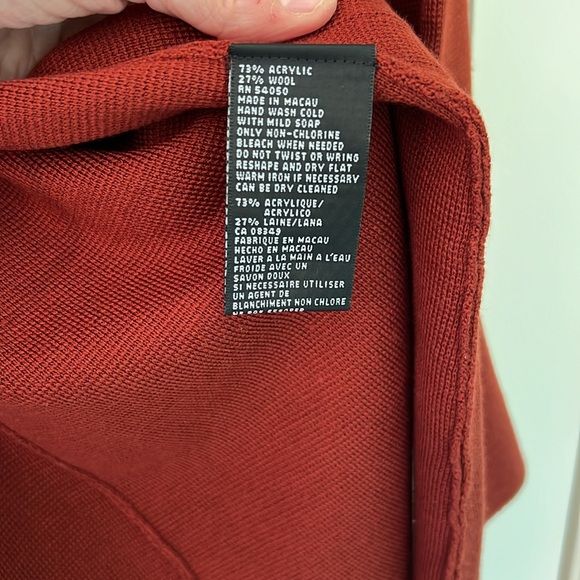 73% ACRYLIC
27% WOOL
RN 54050
MADE IN MACAU
HAND WASH COLD
WITH MILD SOAP
ONLY NON-CHLORINE
BLEACH WHEN NEEDED
DO NOT TWIST OR WRING
RESHAPE AND DRY FLAT
WARM IRON IF NECESSARY
CAN BE DRY CLEANED
73% ACRYLIQUE/
ACRYLICO
27% LAINE/LANA
CA 08349
FABRIQUE EN MACAU
HECHO EN MACAU
LAVER A LA MAIN A L'EAU
FROIDE AVEC UN
SAVON DOUX
SI NECESSAIRE UTILISER
UN AGENT DE
BLANCHIMENT NON CHLORE